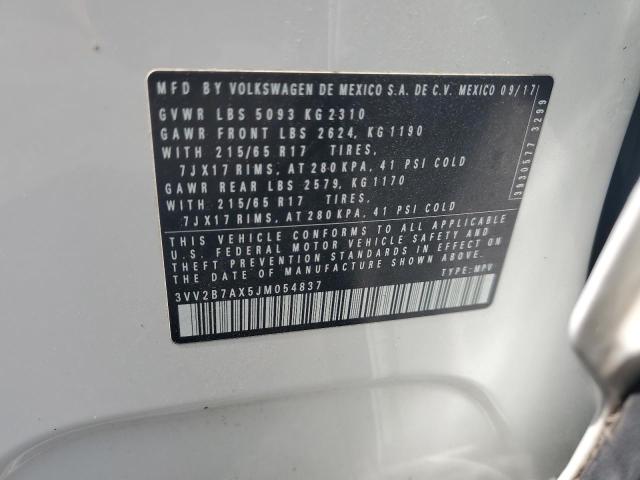 MFD BY VOLKSWAGEN DE MEXICO S.A. DE C.V. MEXICO 09/17
GVWR LBS 5093 KG 2310
GAWR FRONT LBS 2624, KG 1190
WITH 215/65 R17 TIRES,
7JX17 RIMS, AT 280 KPA, 41 PSI COLD
GAWR REAR LBS 2579, KG 1170
WITH 215/65 R17 TIRES,
7JX17 RIMS, AT 280 KPA, 41 PSI COLD
THIS VEHICLE CONFORMS TO ALL APPLICABLE
U.S. FEDERAL MOTOR VEHICLE SAFETY AND
THEFT PREVENTION STANDARDS IN EFFECT ON
THE DATE OF MANUFACTURE SHOWN ABOVE
3VV2B7AX5JM054837 TYPE: MPV
3930577 3299